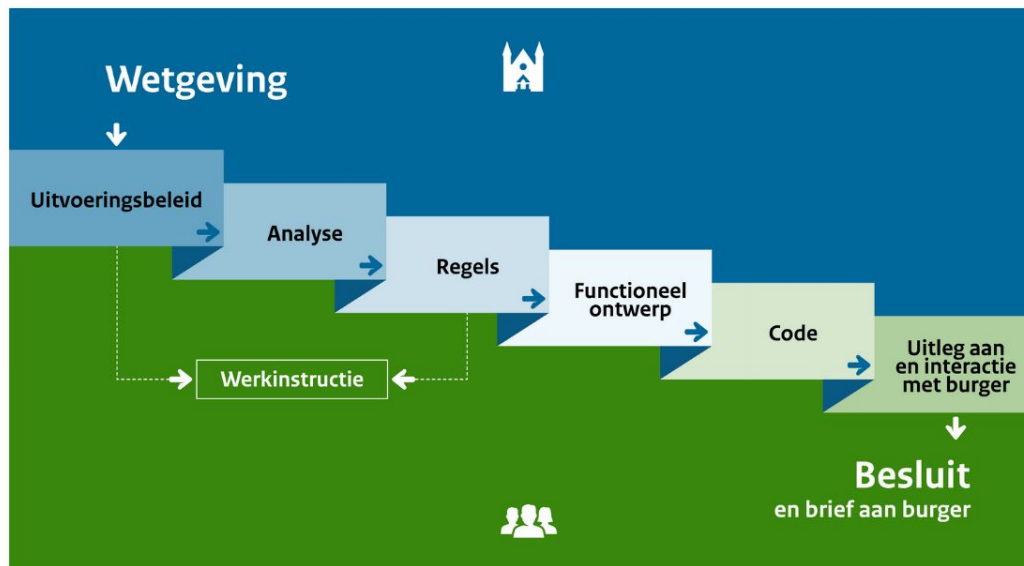 Wetgeving
Uitvoeringsbeleid
Analyse
Regels
Functioneel
ontwerp
Code
Uitleg aan
en interactie
met burger
Werkinstructie
Besluit
en brief aan burger